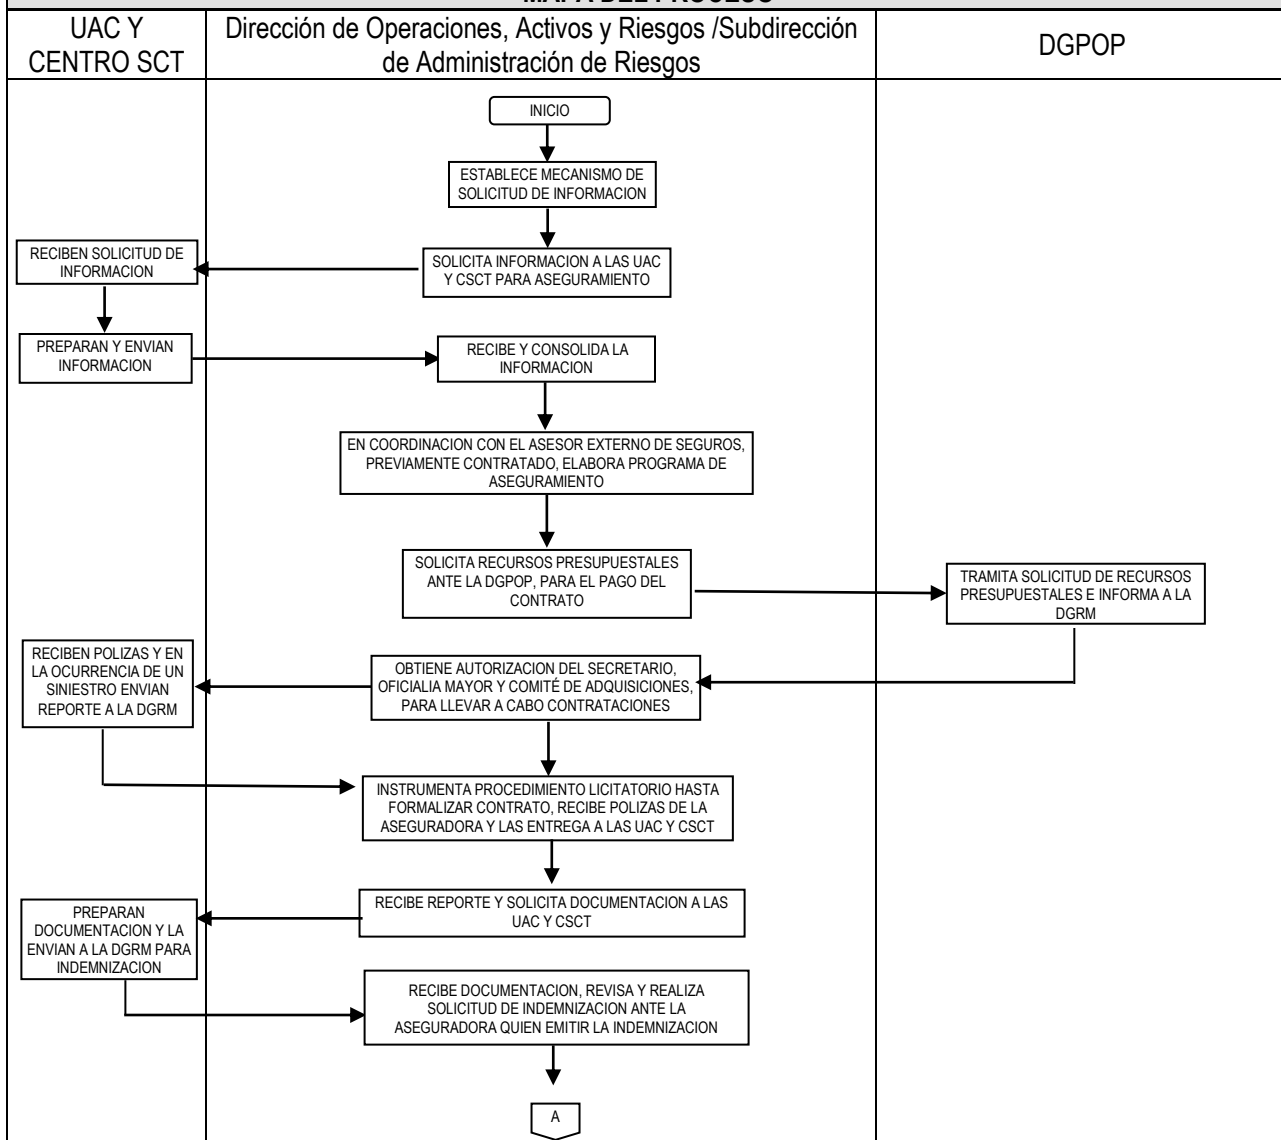 MAPA DEL PROCESO
UAC Y
CENTRO SCT
Dirección de Operaciones, Activos y Riesgos /Subdirección
de Administración de Riesgos
DGPOP
INICIO
ESTABLECE MECANISMO DE
SOLICITUD DE INFORMACION
SOLICITA INFORMACION A LAS UAC
Y CSCT PARA ASEGURAMIENTO
RECIBEN SOLICITUD DE
INFORMACION
PREPARAN Y ENVIAN
INFORMACION
RECIBE Y CONSOLIDA LA
INFORMACION
EN COORDINACION CON EL ASESOR EXTERNO DE SEGUROS,
PREVIAMENTE CONTRATADO, ELABORA PROGRAMA DE
ASEGURAMIENTO
SOLICITA RECURSOS PRESUPUESTALES
ANTE LA DGPOP, PARA EL PAGO DEL
CONTRATO
TRAMITA SOLICITUD DE RECURSOS
PRESUPUESTALES E INFORMA A LA
DGRM
OBTIENE AUTORIZACION DEL SECRETARIO,
OFICIALIA MAYOR Y COMITÉ DE ADQUISICIONES,
PARA LLEVAR A CABO CONTRATACIONES
RECIBEN POLIZAS Y EN
LA OCURRENCIA DE UN
SINIESTRO ENVIAN
REPORTE A LA DGRM
INSTRUMENTA PROCEDIMIENTO LICITATORIO HASTA
FORMALIZAR CONTRATO, RECIBE POLIZAS DE LA
ASEGURADORA Y LAS ENTREGA A LAS UAC Y CSCT
RECIBE REPORTE Y SOLICITA DOCUMENTACION A LAS
UAC Y CSCT
PREPARAN
DOCUMENTACION Y LA
ENVIAN A LA DGRM PARA
INDEMNIZACION
RECIBE DOCUMENTACION, REVISA Y REALIZA
SOLICITUD DE INDEMNIZACION ANTE LA
ASEGURADORA QUIEN EMITIR LA INDEMNIZACION
A